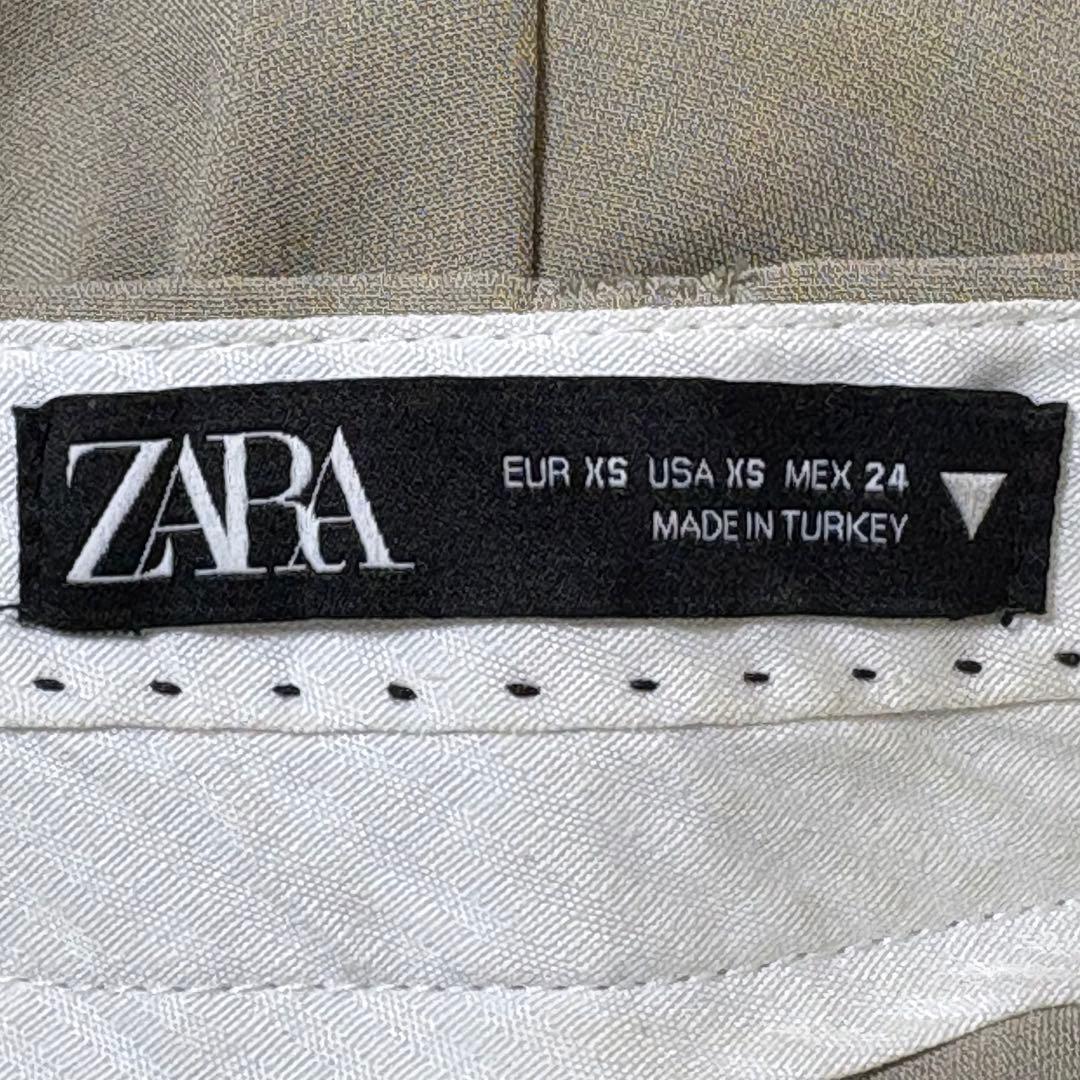 ZARA
EUR XS USA XS MEX 24
MADE IN TURKEY